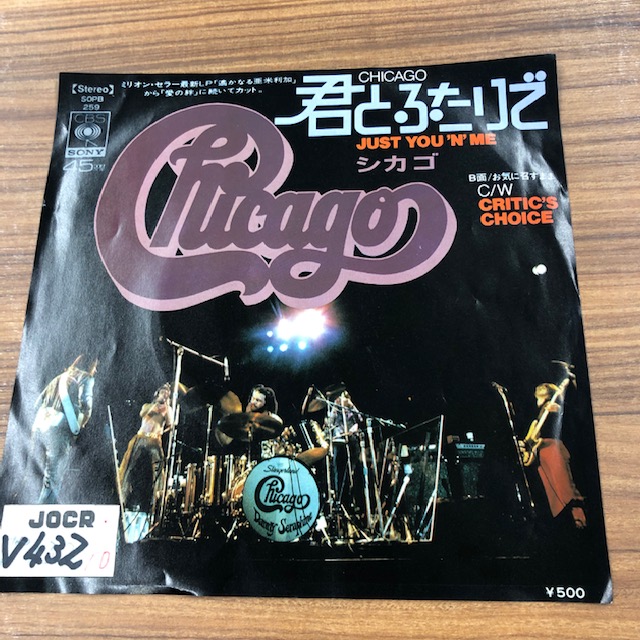 【Stereo】
SOPB
259
CBS
SONY
45
ミリオン・セラー最新LP「遙かなる亜米利加」
から「愛の絆」に続いてカット。
CHICAGO
君とふたりで
JUST YOU 'N' ME
シカゴ
B面/お気に召すまま
C/W
CRITIC'S
CHOICE
Chicago
Slingerland
Chicago
Danny Seraphine
JOCR
V432
¥500